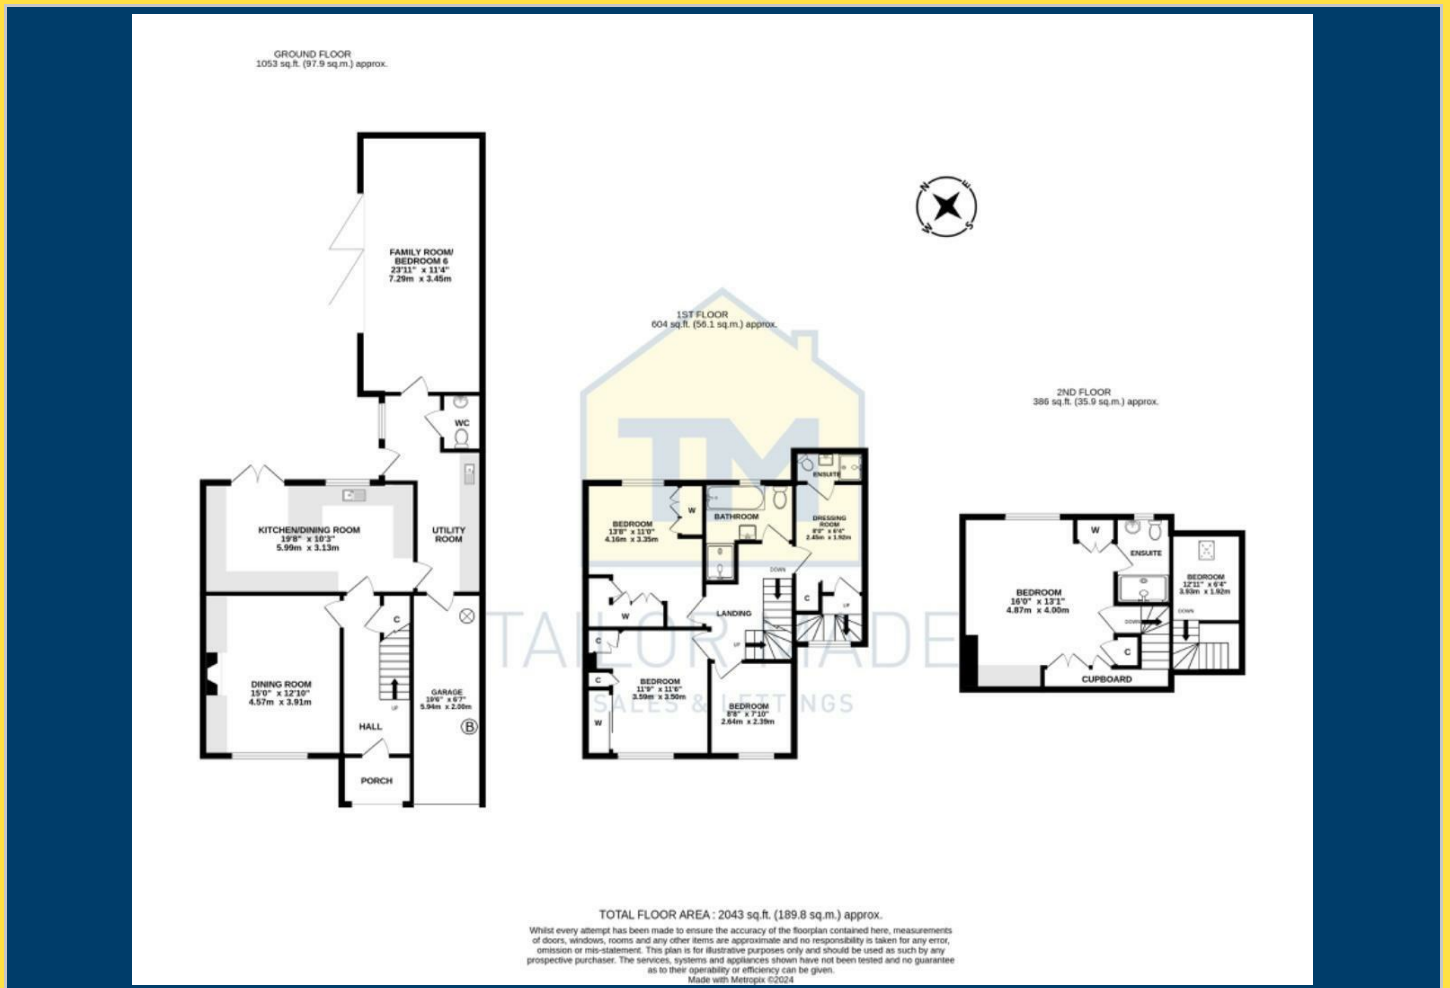 GROUND FLOOR
1053 sq.ft. (97.9 sq.m.) approx.
FAMILY ROOM/
BEDROOM 6
23'11" x 11'4"
7.29m x 3.45m
WC
KITCHEN/DINING ROOM
19'8" x 10'3"
5.99m x 3.13m
UTILITY
ROOM
C
DINING ROOM
15'0" x 12'10"
4.57m x 3.91m
UP
HALL
GARAGE
19'6" x 6'7"
5.94m x 2.00m
B
PORCH
N
E
S
W
1ST FLOOR
604 sq.ft. (56.1 sq.m.) approx.
TM
TAILOR MADE
SALES & LETTINGS
ENSUITE
BEDROOM
13'8" x 11'0"
4.16m x 3.35m
W
BATHROOM
DRESSING
ROOM
8'0" x 6'4"
2.45m x 1.92m
DOWN
C
UP
W
LANDING
UP
C
C
W
BEDROOM
11'9" x 11'6"
3.59m x 3.50m
BEDROOM
8'8" x 7'10"
2.64m x 2.39m
2ND FLOOR
386 sq.ft. (35.9 sq.m.) approx.
W
ENSUITE
BEDROOM
16'0" x 13'1"
4.87m x 4.00m
BEDROOM
12'11" x 6'4"
3.93m x 1.92m
DOWN
DOWN
C
CUPBOARD
TOTAL FLOOR AREA : 2043 sq.ft. (189.8 sq.m.) approx.
Whilst every attempt has been made to ensure the accuracy of the floorplan contained here, measurements
of doors, windows, rooms and any other items are approximate and no responsibility is taken for any error,
omission or mis-statement. This plan is for illustrative purposes only and should be used as such by any
prospective purchaser. The services, systems and appliances shown have not been tested and no guarantee
as to their operability or efficiency can be given.
Made with Metropix ©2024